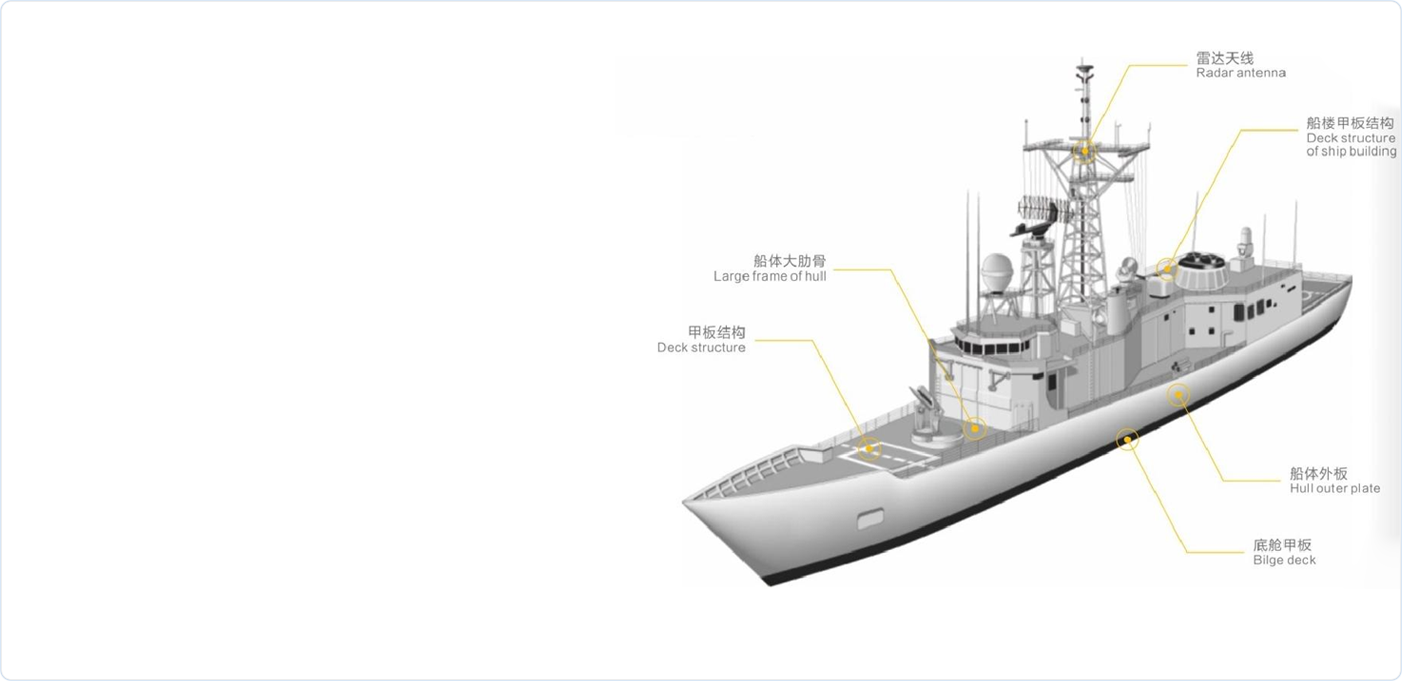 雷达天线
Radar antenna
船楼甲板结构
Deck structure
of ship building
船体大肋骨
Large frame of hull
甲板结构
Deck structure
船体外板
Hull outer plate
底舱甲板
Bilge deck